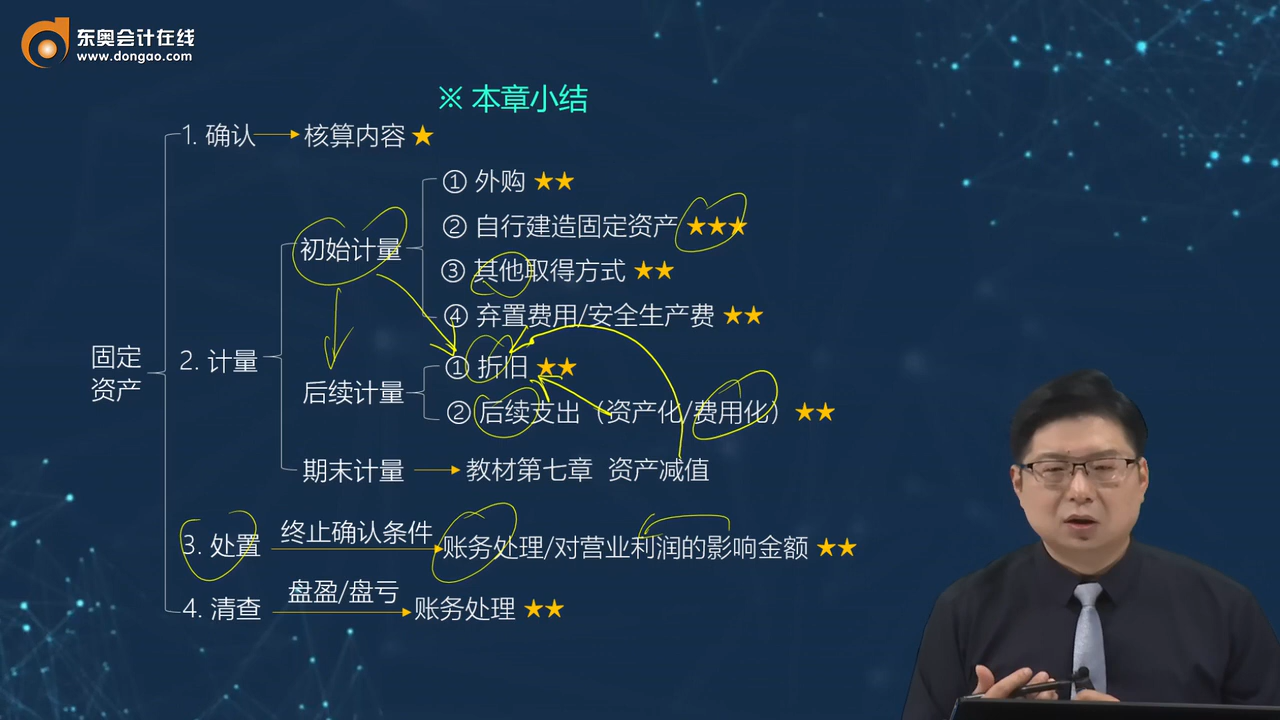 东奥会计在线
www.dongao.com
※ 本章小结
固定
资产
1. 确认
核算内容 ★
2. 计量
初始计量
① 外购 ★★
② 自行建造固定资产 ★★★
③ 其他取得方式 ★★
④ 弃置费用/安全生产费 ★★
后续计量
① 折旧 ★★
② 后续支出（资产化/费用化） ★★
期末计量
教材第七章 资产减值
3. 处置
终止确认条件
账务处理/对营业利润的影响金额 ★★
4. 清查
盘盈/盘亏
账务处理 ★★